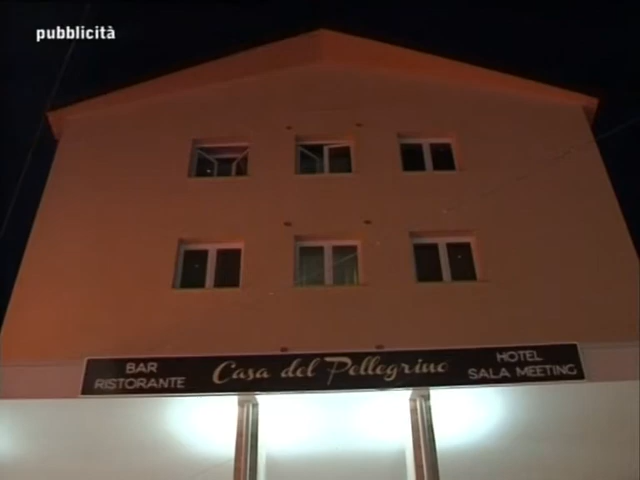 pubblicità
BAR
RISTORANTE
Casa del Pellegrino
HOTEL
SALA MEETING